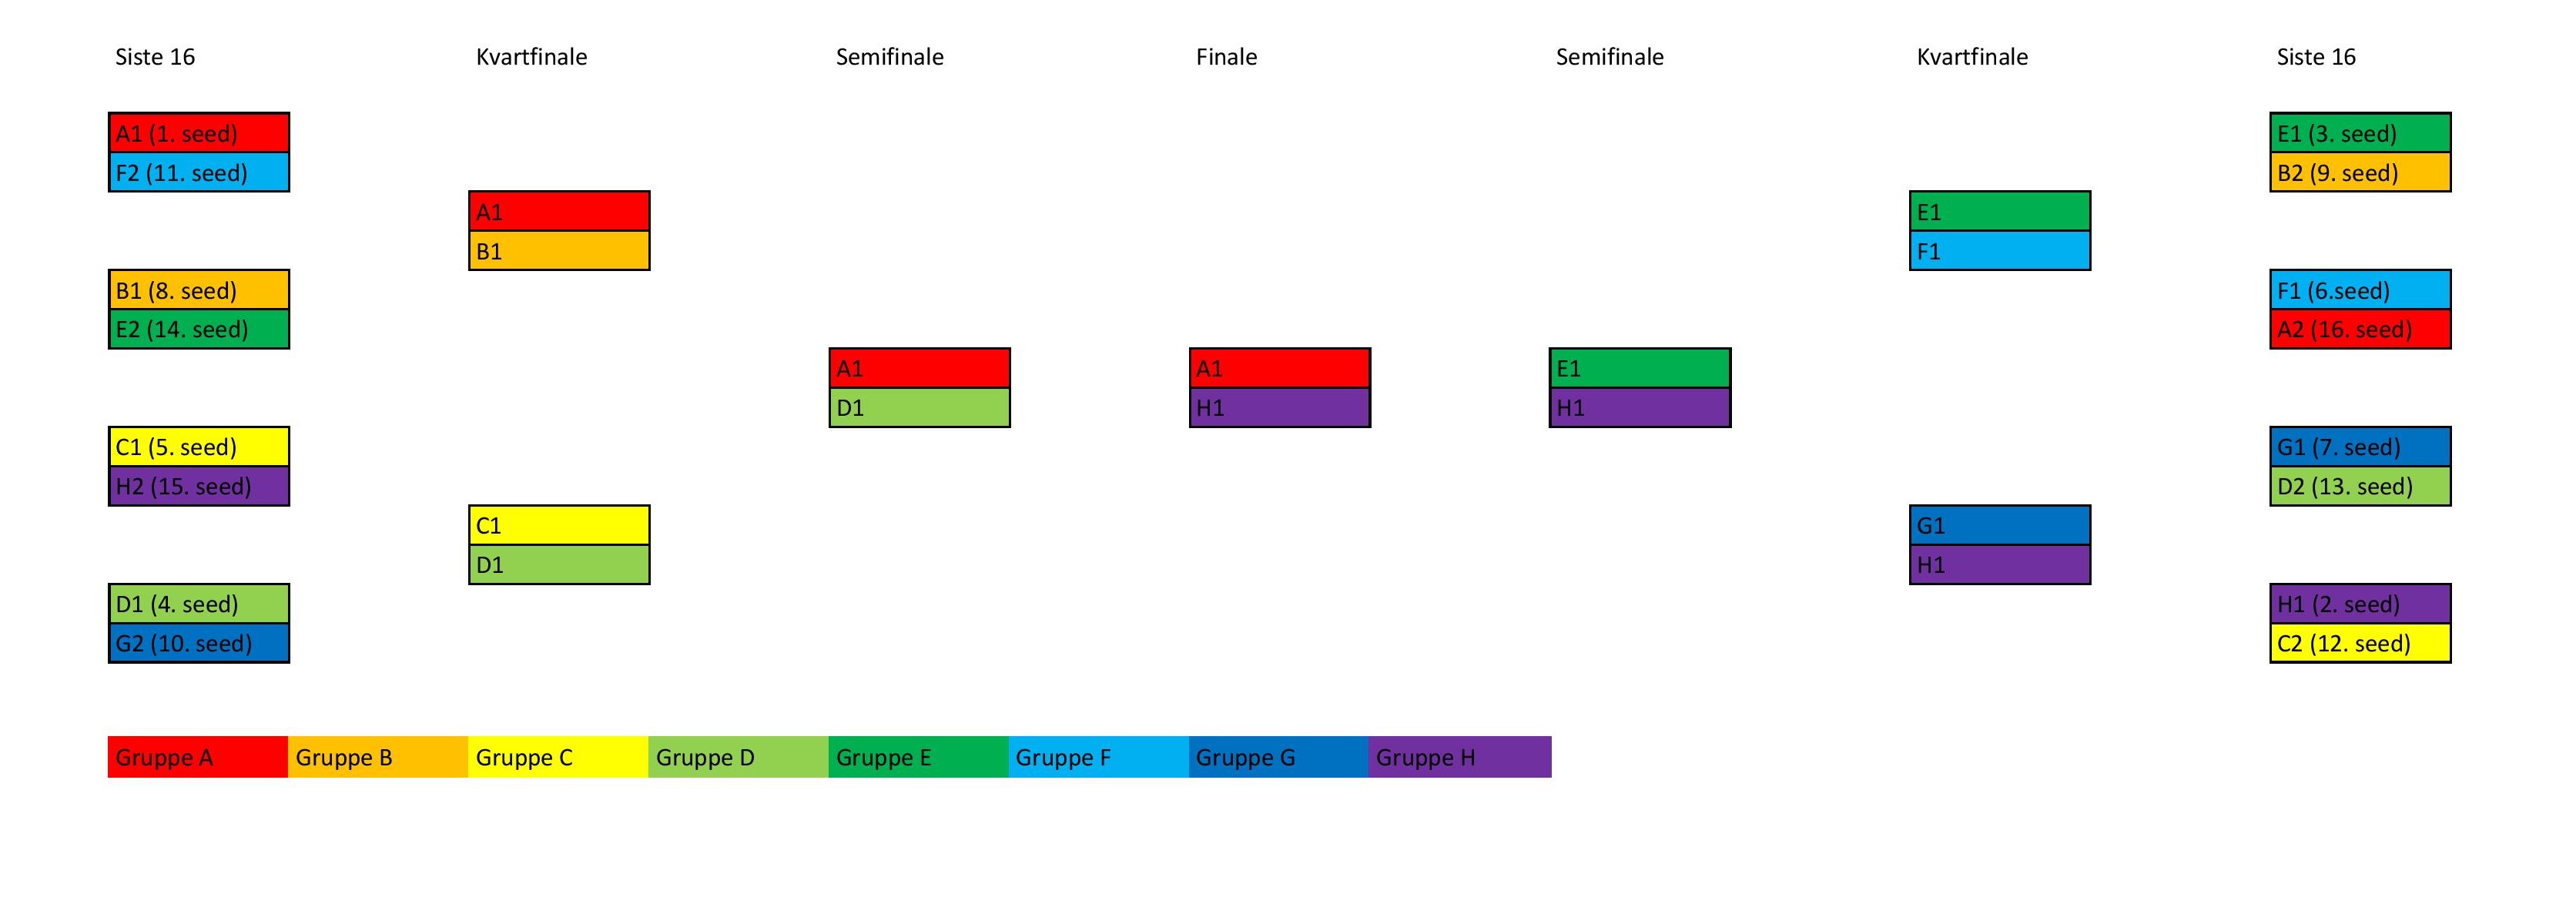 Siste 16
Kvartfinale
Semifinale
Finale
Semifinale
Kvartfinale
Siste 16
A1 (1. seed)
F2 (11. seed)
B1 (8. seed)
E2 (14. seed)
C1 (5. seed)
H2 (15. seed)
D1 (4. seed)
G2 (10. seed)
A1
B1
C1
D1
A1
D1
A1
H1
E1
H1
E1
F1
G1
H1
E1 (3. seed)
B2 (9. seed)
F1 (6.seed)
A2 (16. seed)
G1 (7. seed)
D2 (13. seed)
H1 (2. seed)
C2 (12. seed)
Gruppe A
Gruppe B
Gruppe C
Gruppe D
Gruppe E
Gruppe F
Gruppe G
Gruppe H